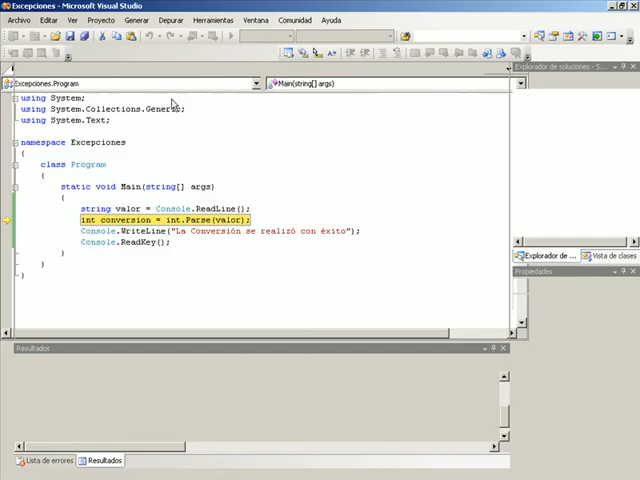 Excepciones - Microsoft Visual Studio
Archivo Editar Ver Proyecto Generar Depurar Herramientas Ventana Comunidad Ayuda
Explorador de soluciones
Excepciones.Program
Main(string[] args)
using System;
using System.Collections.Generic;
using System.Text;
namespace Excepciones
{
class Program
{
static void Main(string[] args)
{
string valor = Console.ReadLine();
int conversion = int.Parse(valor);
Console.WriteLine("La Conversión se realizó con éxito");
Console.ReadKey();
}
}
}
Explorador de ... Vista de clases
Propiedades
Resultados
Lista de errores Resultados